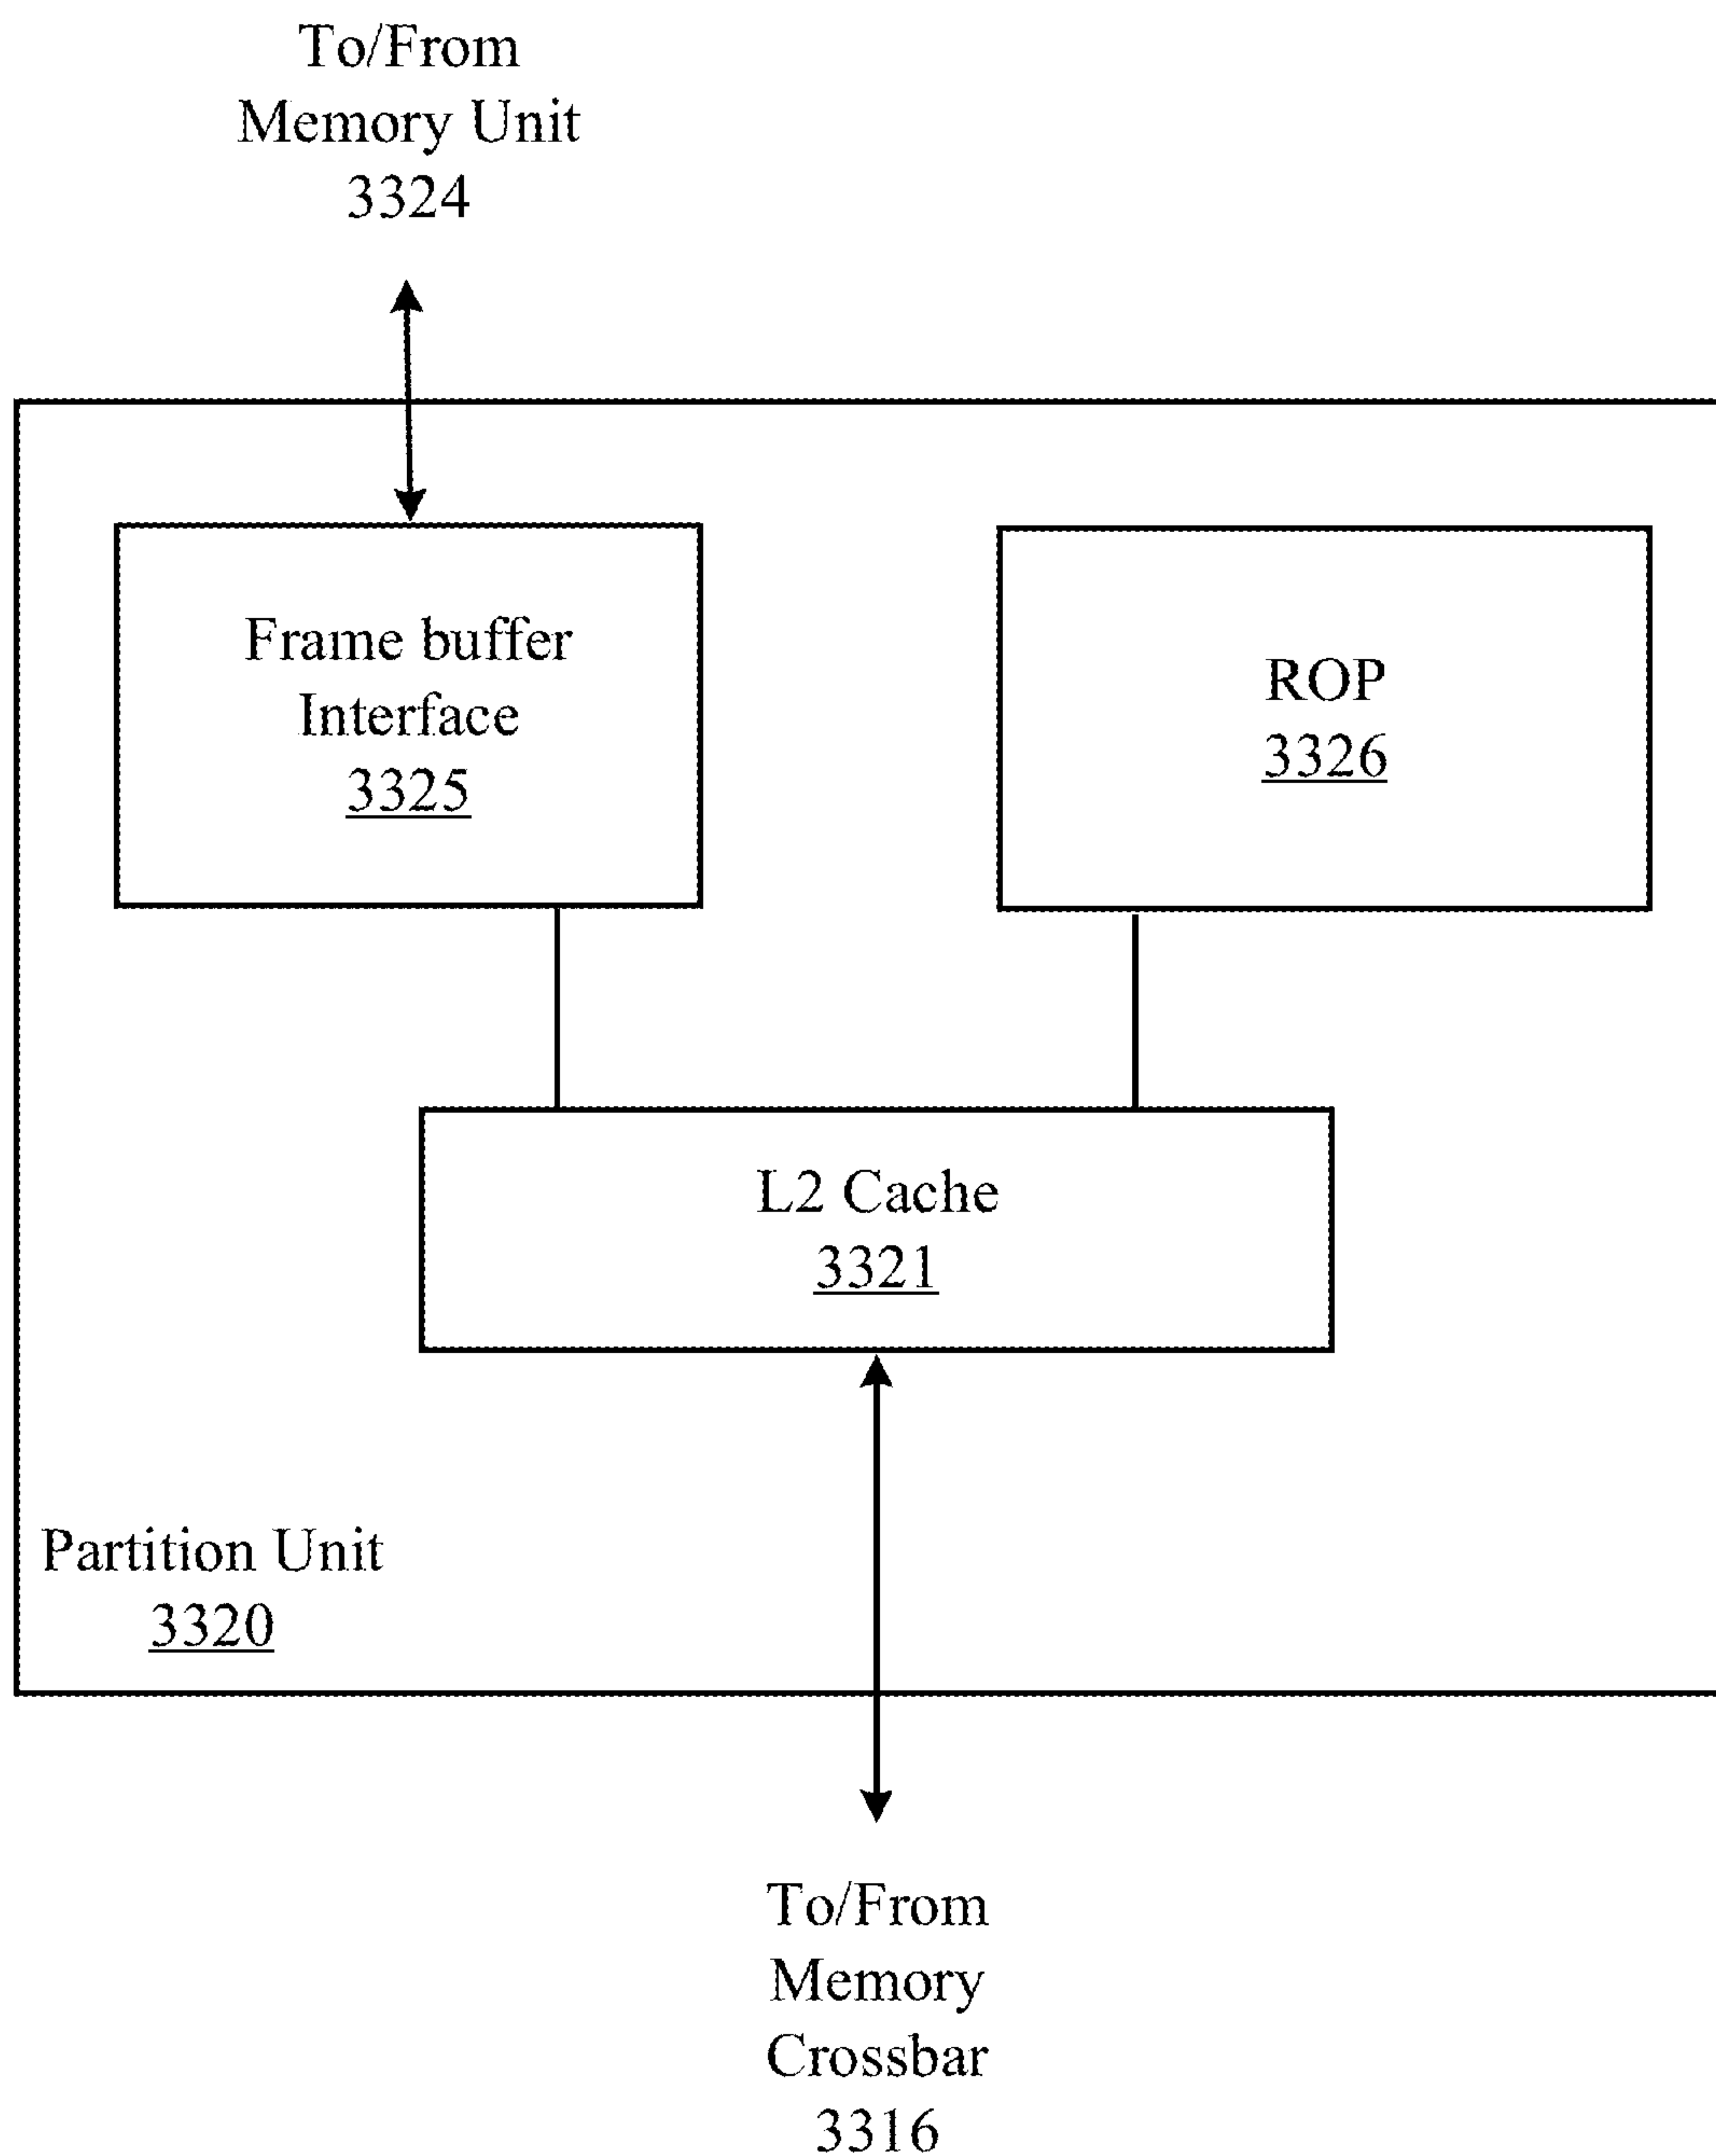 To/From
Memory Unit
3324
Frame buffer
Interface
3325
ROP
3326
L2 Cache
3321
Partition Unit
3320
To/From
Memory
Crossbar
3316